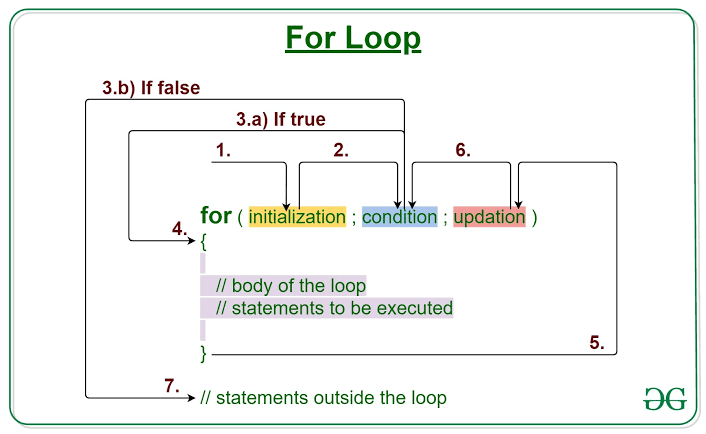 For Loop
3.b) If false
3.a) If true
1. 2. 6.
for ( initialization ; condition ; updation )
4. {
// body of the loop
// statements to be executed
5.
}
7. // statements outside the loop